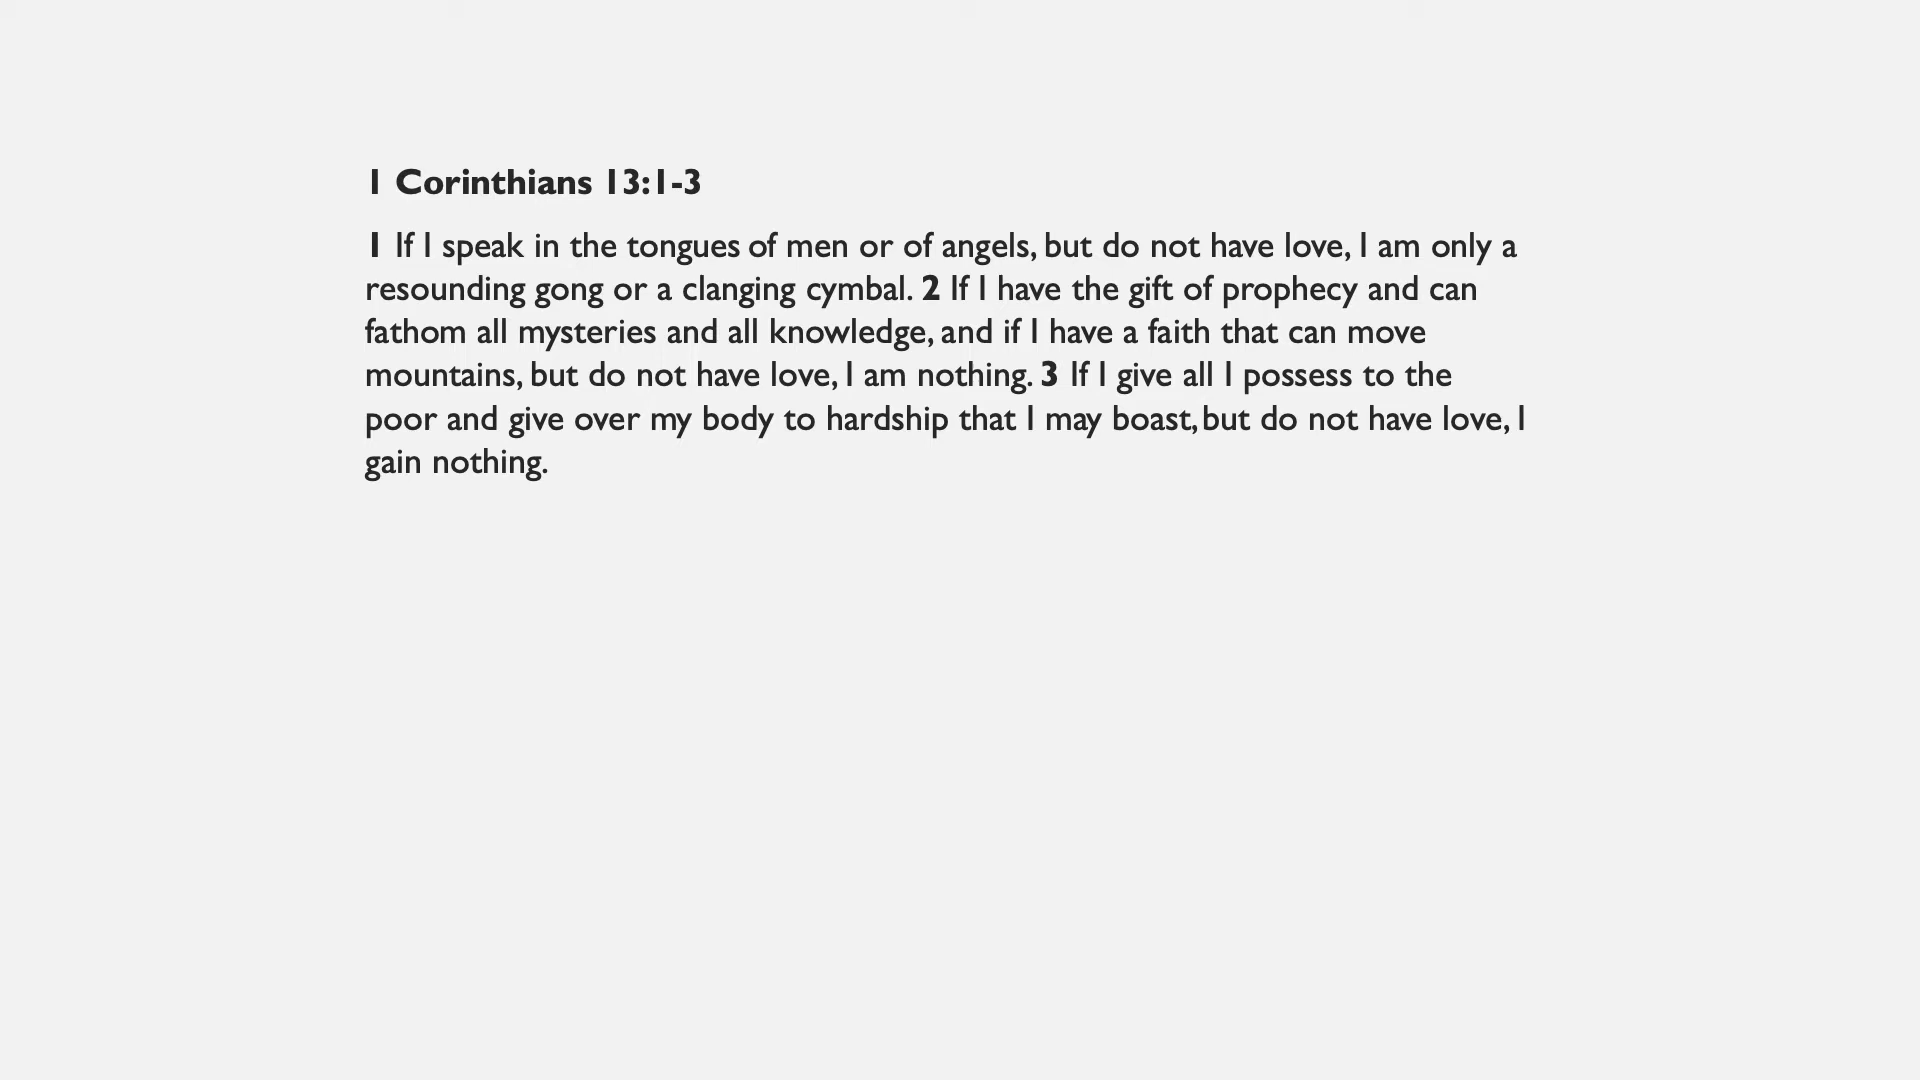 1 Corinthians 13:1-3
1 If I speak in the tongues of men or of angels, but do not have love, I am only a
resounding gong or a clanging cymbal. 2 If I have the gift of prophecy and can
fathom all mysteries and all knowledge, and if I have a faith that can move
mountains, but do not have love, I am nothing. 3 If I give all I possess to the
poor and give over my body to hardship that I may boast, but do not have love, I
gain nothing.